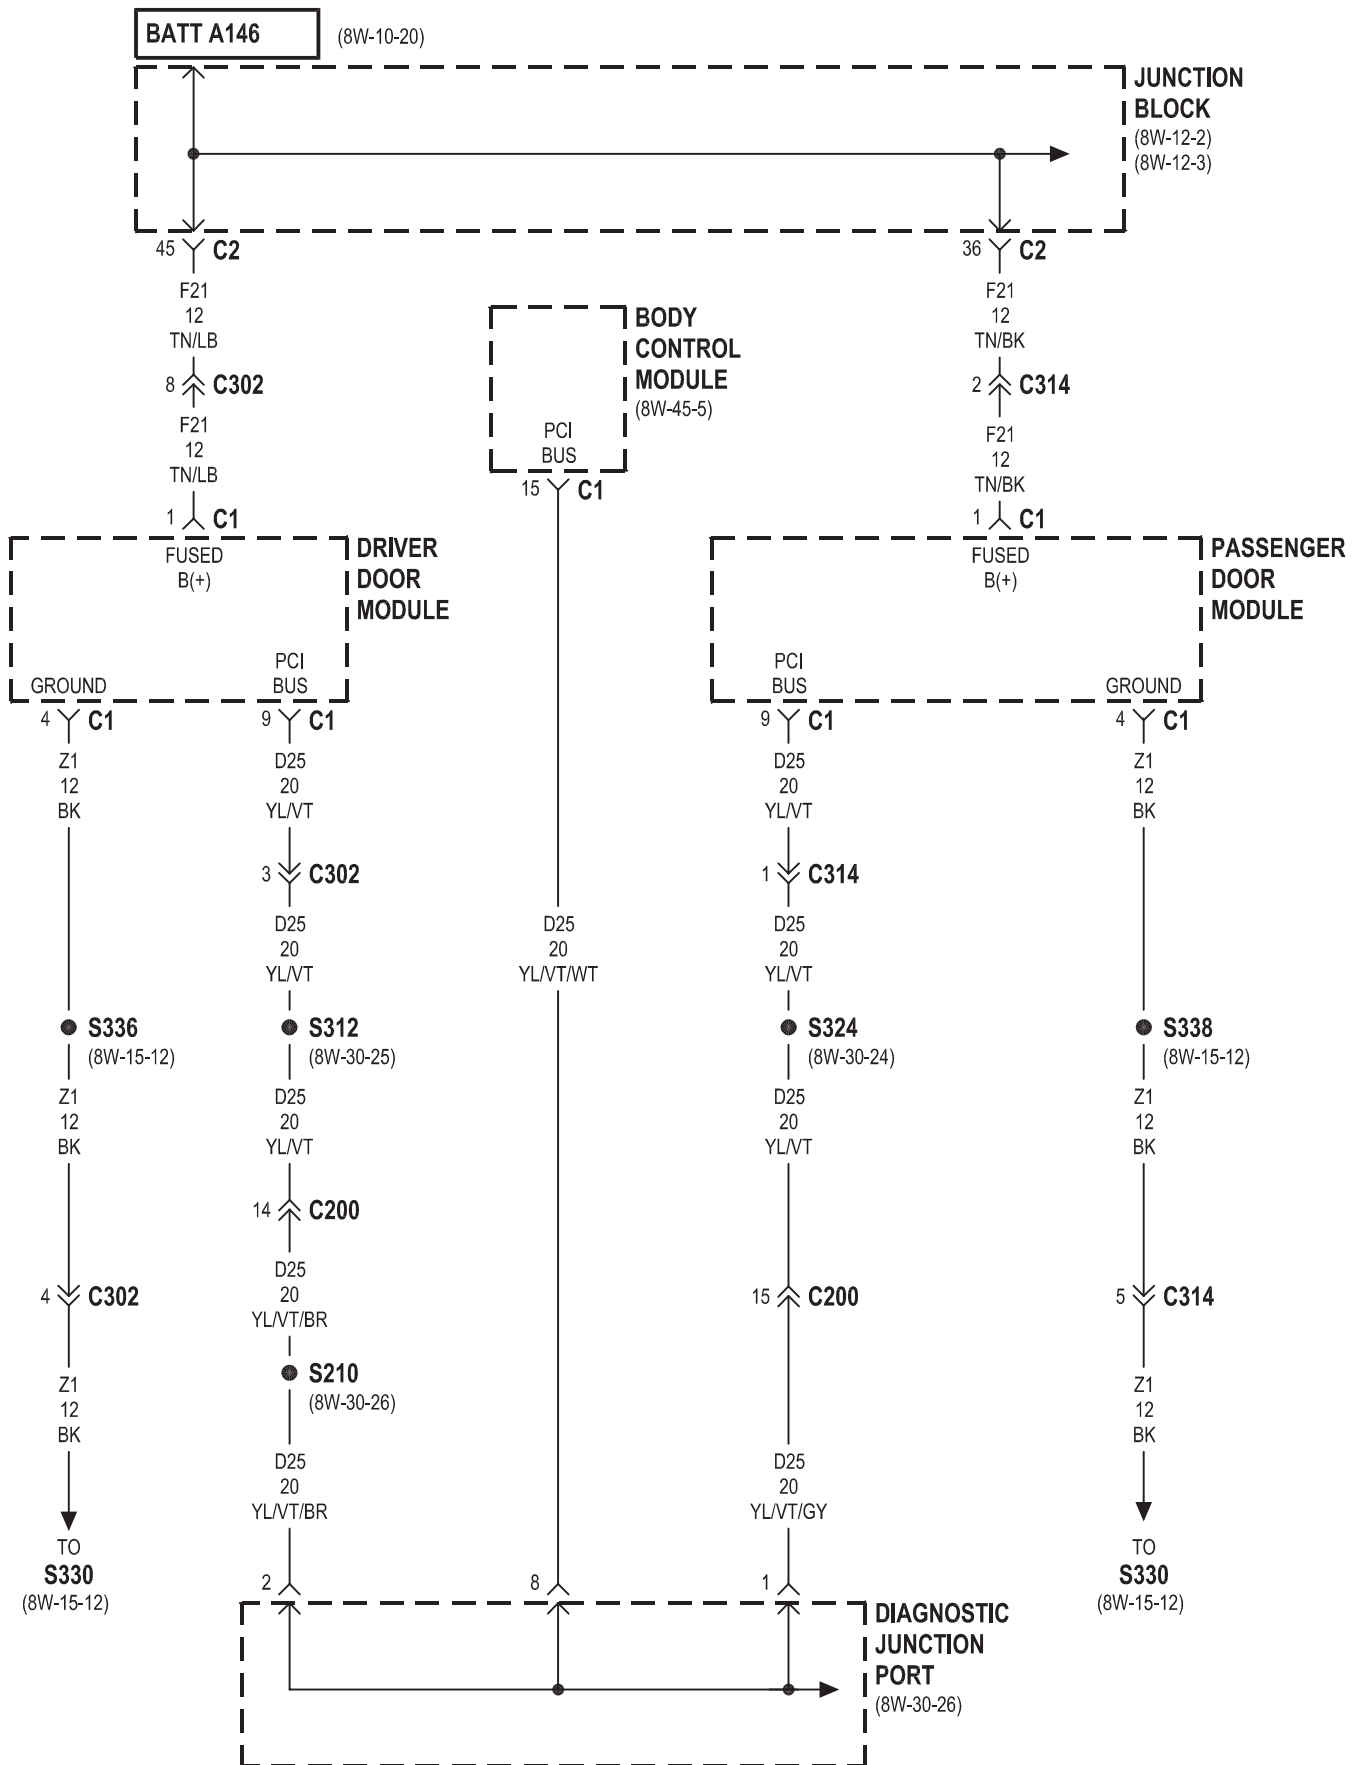 BATT A146 (8W-10-20)
JUNCTION
BLOCK
(8W-12-2)
(8W-12-3)
45 C2
36 C2
F21
12
TN/LB
8 C302
F21
12
TN/LB
1 C1
BODY
CONTROL
MODULE
(8W-45-5)
PCI
BUS
15 C1
F21
12
TN/BK
2 C314
F21
12
TN/BK
1 C1
FUSED
B(+)
DRIVER
DOOR
MODULE
GROUND
PCI
BUS
FUSED
B(+)
PASSENGER
DOOR
MODULE
PCI
BUS
GROUND
4 C1
Z1
12
BK
S336
(8W-15-12)
Z1
12
BK
4 C302
Z1
12
BK
TO
S330
(8W-15-12)
9 C1
D25
20
YL/VT
3 C302
D25
20
YL/VT
S312
(8W-30-25)
D25
20
YL/VT
14 C200
D25
20
YL/VT/BR
S210
(8W-30-26)
D25
20
YL/VT/BR
2
D25
20
YL/VT/WT
8
9 C1
D25
20
YL/VT
1 C314
D25
20
YL/VT
S324
(8W-30-24)
D25
20
YL/VT
15 C200
D25
20
YL/VT/GY
1
4 C1
Z1
12
BK
S338
(8W-15-12)
Z1
12
BK
5 C314
Z1
12
BK
TO
S330
(8W-15-12)
DIAGNOSTIC
JUNCTION
PORT
(8W-30-26)